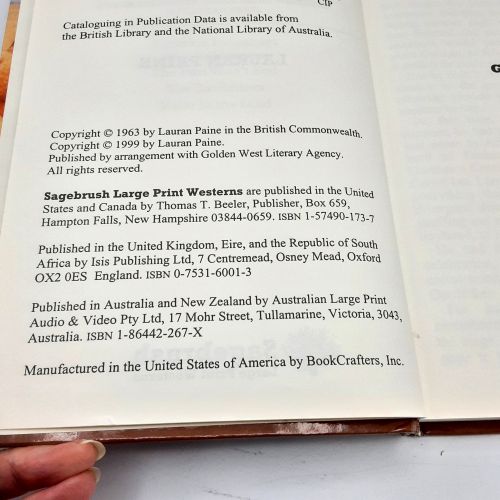 CIP
Cataloguing in Publication Data is available from
the British Library and the National Library of Australia.
Copyright © 1963 by Lauran Paine in the British Commonwealth.
Copyright © 1999 by Lauran Paine.
Published by arrangement with Golden West Literary Agency.
All rights reserved.
Sagebrush Large Print Westerns are published in the United
States and Canada by Thomas T. Beeler, Publisher, Box 659,
Hampton Falls, New Hampshire 03844-0659. ISBN 1-57490-173-7
Published in the United Kingdom, Eire, and the Republic of South
Africa by Isis Publishing Ltd, 7 Centremead, Osney Mead, Oxford
OX2 0ES England. ISBN 0-7531-6001-3
Published in Australia and New Zealand by Australian Large Print
Audio & Video Pty Ltd, 17 Mohr Street, Tullamarine, Victoria, 3043,
Australia. ISBN 1-86442-267-X
Manufactured in the United States of America by BookCrafters, Inc.
G